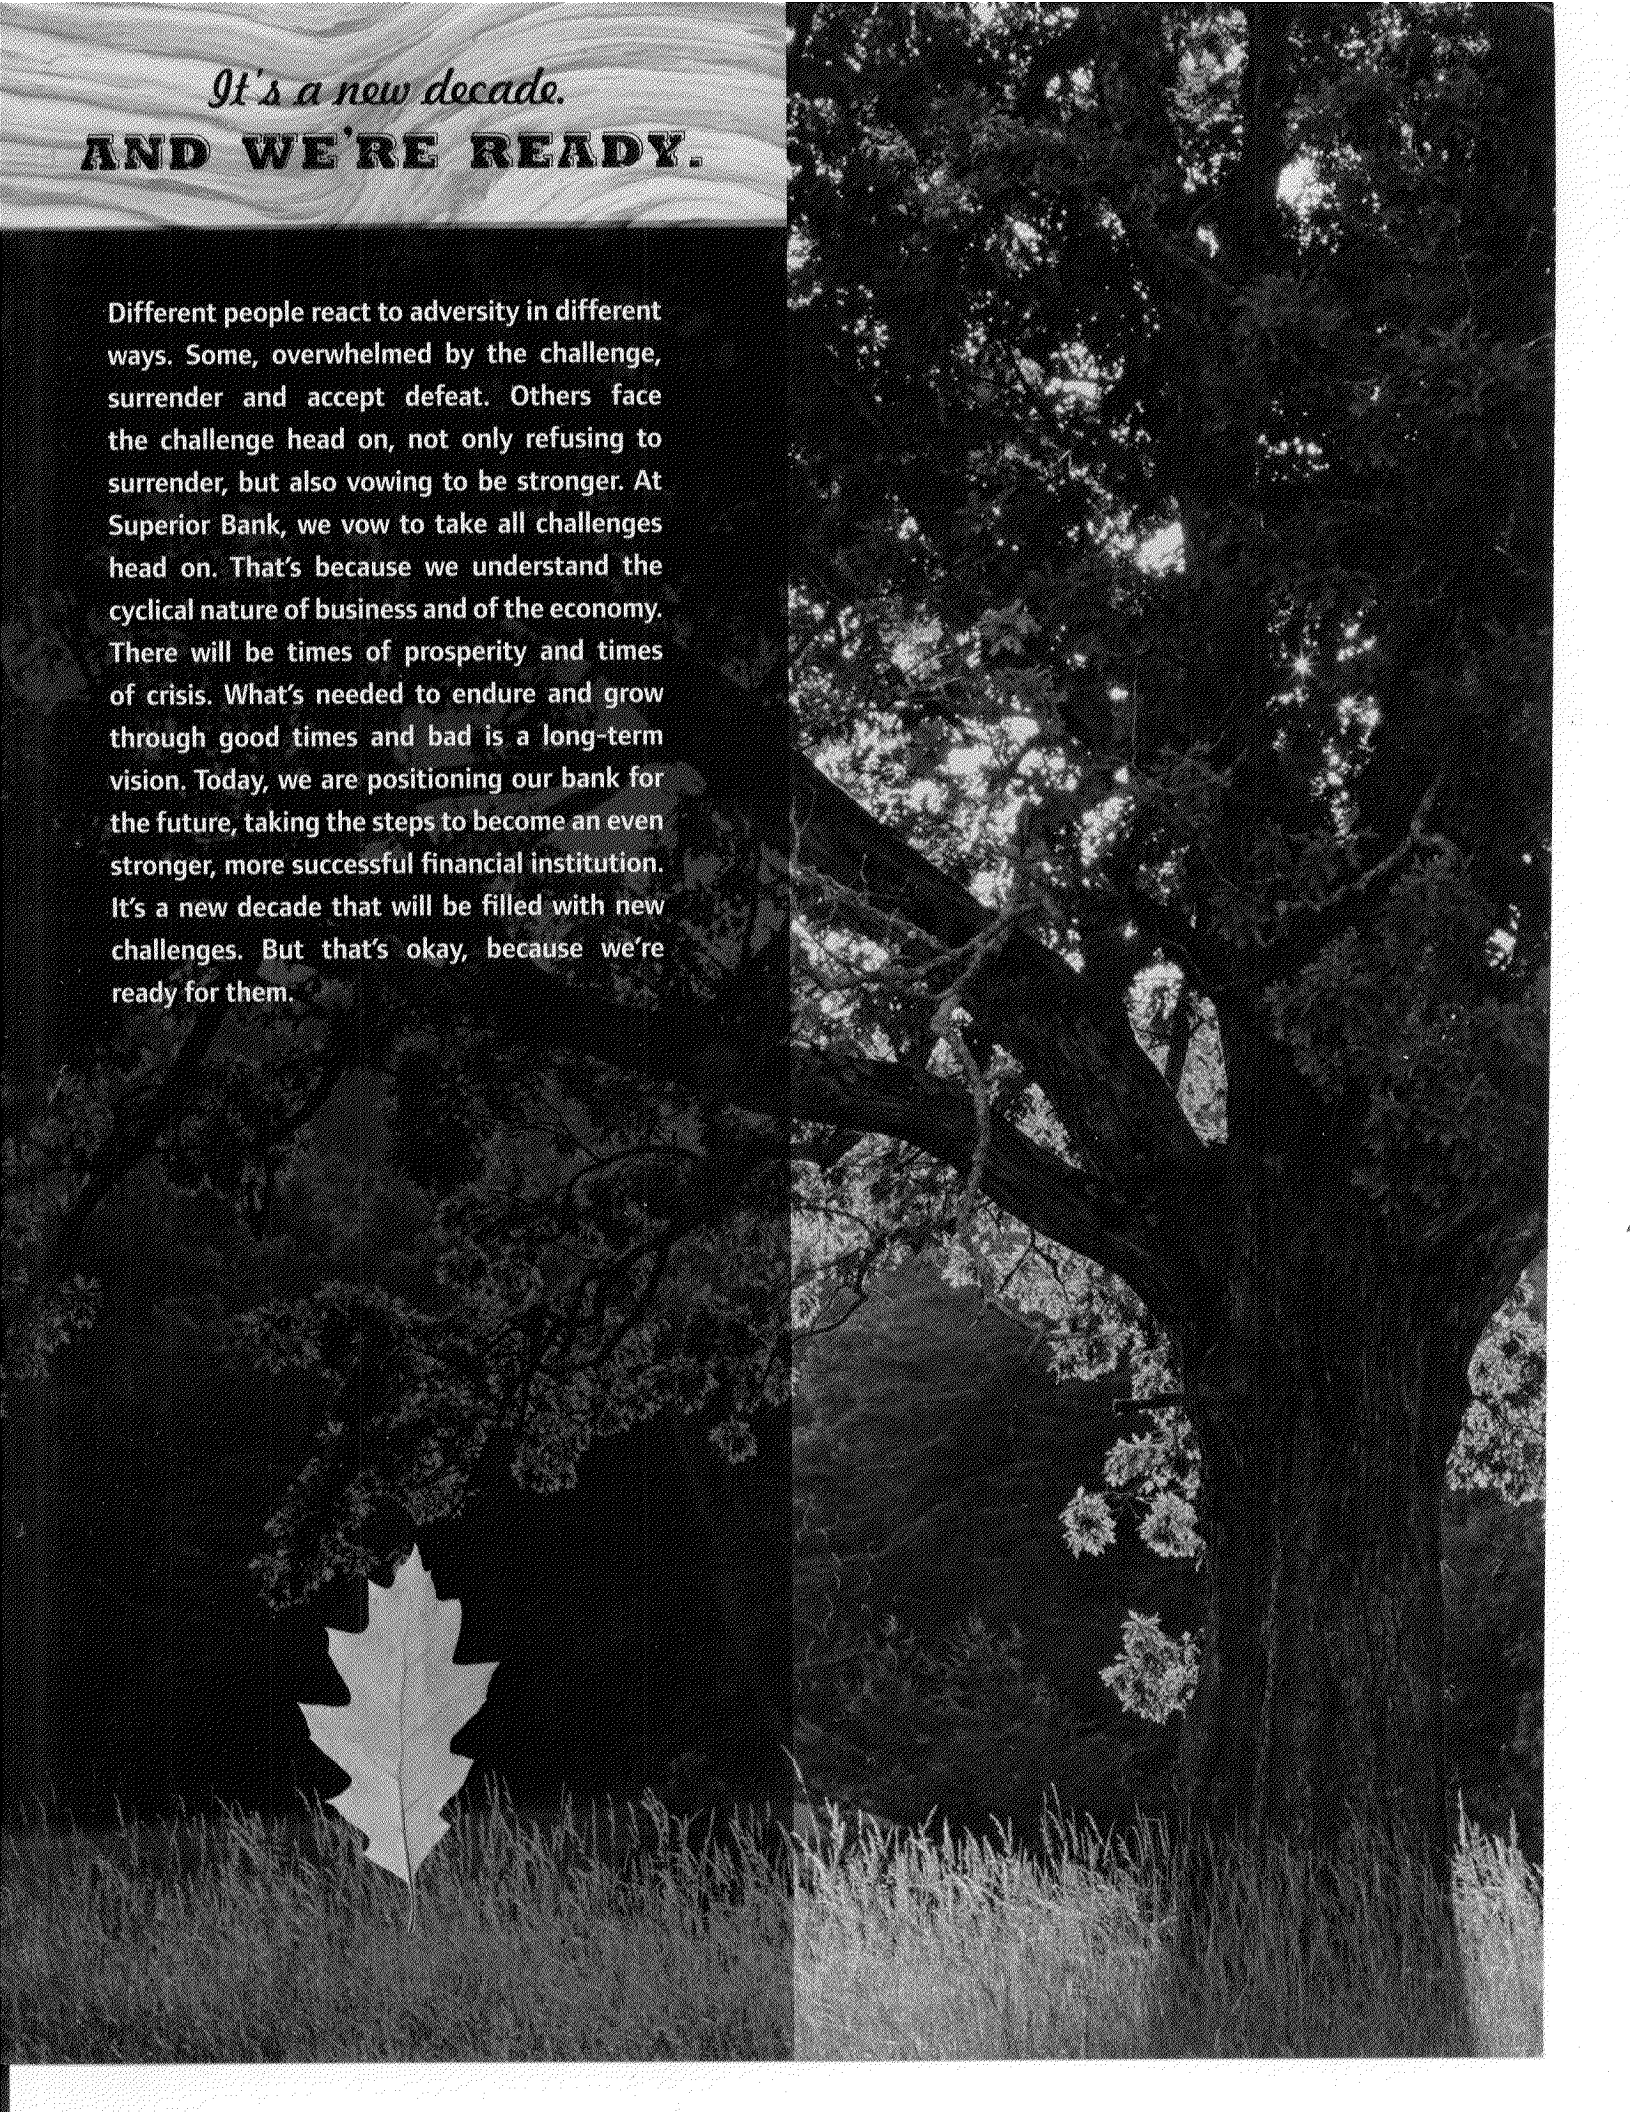 It's a new decade.
AND WE'RE READY.
Different people react to adversity in different
ways. Some, overwhelmed by the challenge,
surrender and accept defeat. Others face
the challenge head on, not only refusing to
surrender, but also vowing to be stronger. At
Superior Bank, we vow to take all challenges
head on. That's because we understand the
cyclical nature of business and of the economy.
There will be times of prosperity and times
of crisis. What's needed to endure and grow
through good times and bad is a long-term
vision. Today, we are positioning our bank for
the future, taking the steps to become an even
stronger, more successful financial institution.
It's a new decade that will be filled with new
challenges. But that's okay, because we're
ready for them.